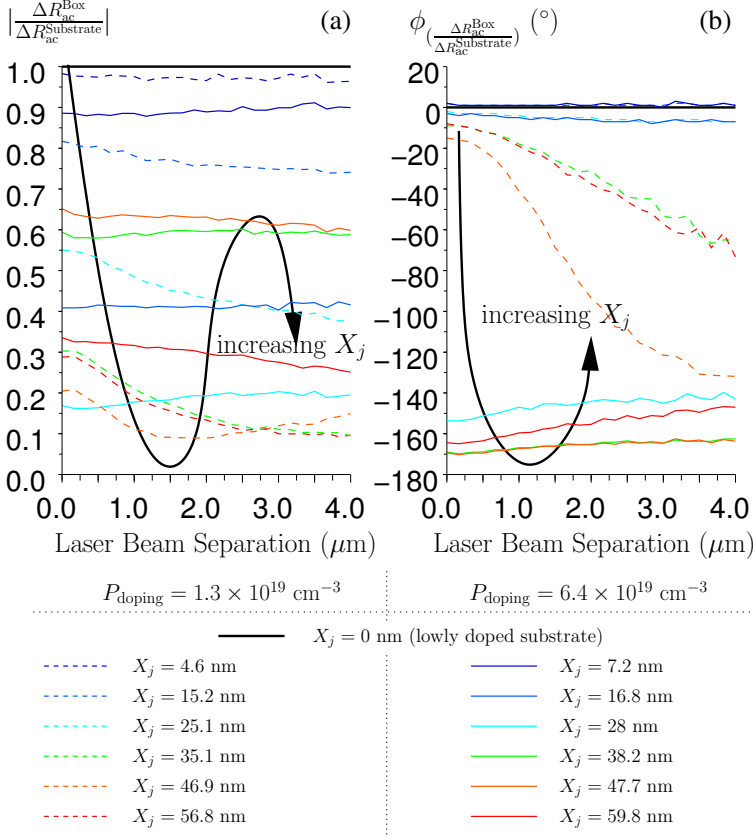 |ΔR_ac^Box / ΔR_ac^Substrate| (a)
1.0
0.9
0.8
0.7
0.6
0.5
0.4
0.3
0.2
0.1
0.0
increasing X_j
0.0 1.0 2.0 3.0 4.0
Laser Beam Separation (μm)
ϕ_(ΔR_ac^Box / ΔR_ac^Substrate) (°) (b)
20
0
−20
−40
−60
−80
−100
−120
−140
−160
−180
increasing X_j
0.0 1.0 2.0 3.0 4.0
Laser Beam Separation (μm)
P_doping = 1.3 × 10^19 cm^−3
P_doping = 6.4 × 10^19 cm^−3
X_j = 0 nm (lowly doped substrate)
X_j = 4.6 nm
X_j = 15.2 nm
X_j = 25.1 nm
X_j = 35.1 nm
X_j = 46.9 nm
X_j = 56.8 nm
X_j = 7.2 nm
X_j = 16.8 nm
X_j = 28 nm
X_j = 38.2 nm
X_j = 47.7 nm
X_j = 59.8 nm